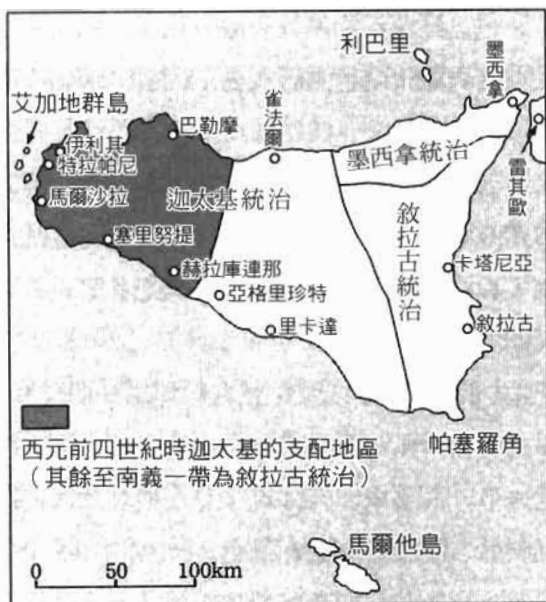 利巴里
墨西拿
艾加地群島
巴勒摩
雀法爾
伊利其
特拉帕尼
墨西拿統治
雷其歐
馬爾沙拉
迦太基統治
塞里努提
敘拉古統治
赫拉庫連那
卡塔尼亞
亞格里珍特
里卡達
敘拉古
西元前四世紀時迦太基的支配地區
（其餘至南義一帶為敘拉古統治）
帕塞羅角
馬爾他島
0 50 100km